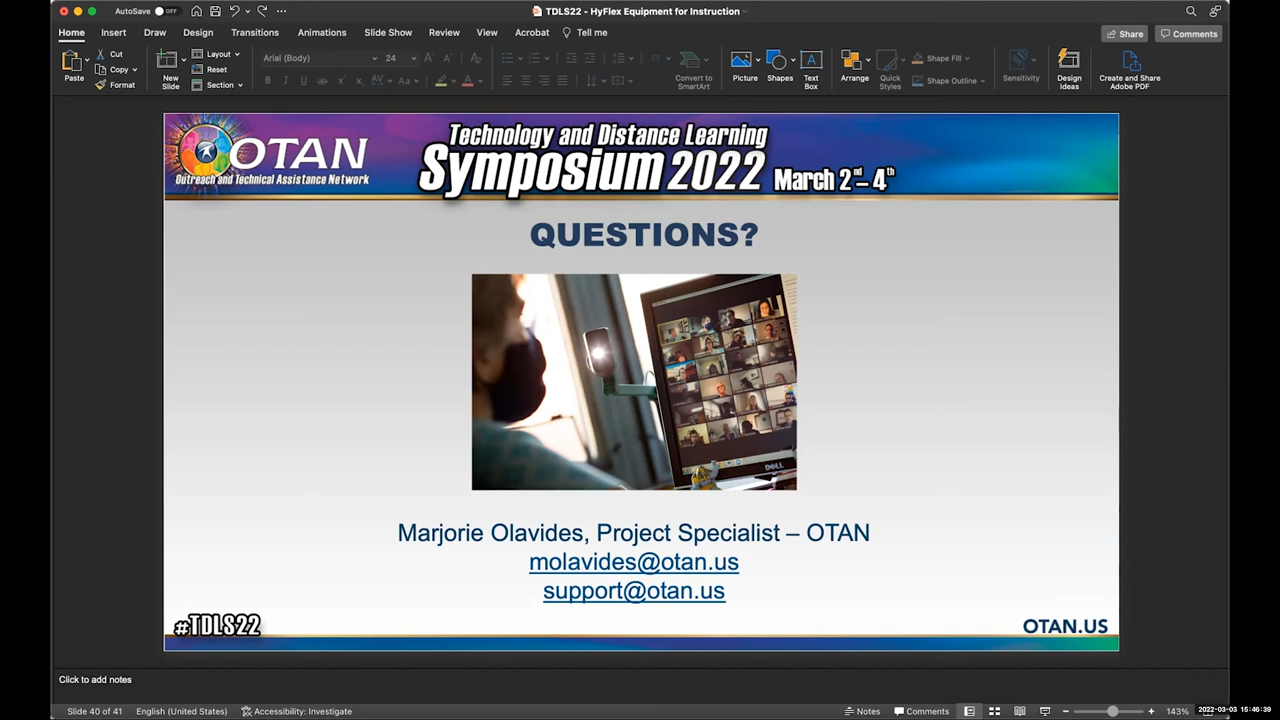 AutoSave OFF
TDLS22 - HyFlex Equipment for Instruction
Home Insert Draw Design Transitions Animations Slide Show Review View Acrobat Tell me
Share Comments
Paste
Cut
Copy
Format
New Slide
Layout
Reset
Section
Arial (Body) 24
Convert to SmartArt
Picture
Shapes
Text Box
Arrange
Quick Styles
Shape Fill
Shape Outline
Sensitivity
Design Ideas
Create and Share Adobe PDF
OTAN
Outreach and Technical Assistance Network
Technology and Distance Learning
Symposium 2022 March 2nd – 4th
QUESTIONS?
DELL
Marjorie Olavides, Project Specialist – OTAN
molavides@otan.us
support@otan.us
#TDLS22
OTAN.US
Click to add notes
Slide 40 of 41 English (United States) Accessibility: Investigate
Notes Comments 143%
2022-03-03 15:46:39